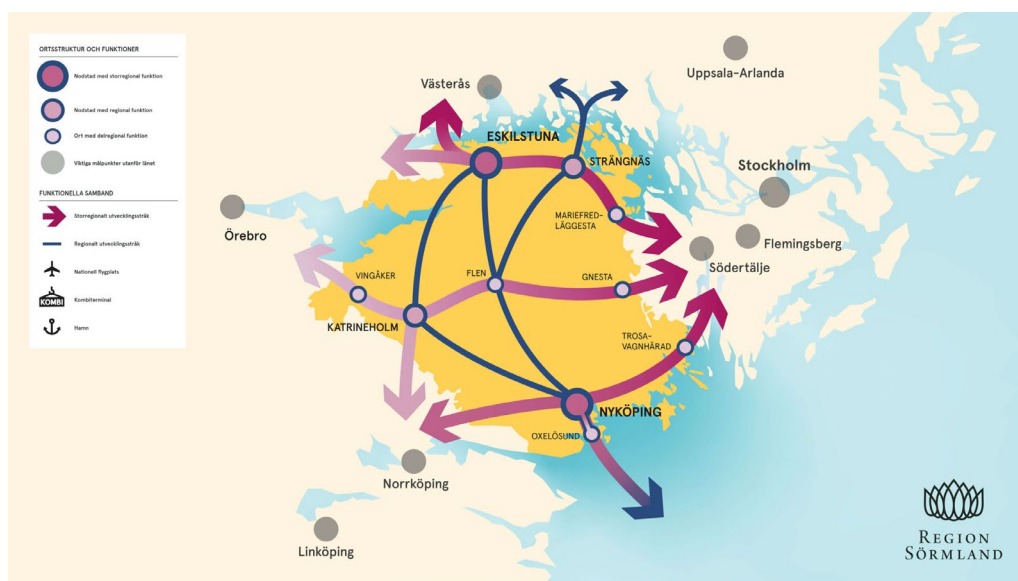 ORTSSTRUKTUR OCH FUNKTIONER
Nodstad med storregional funktion
Nodstad med regional funktion
Ort med delregional funktion
Viktiga målpunkter utanför länet
FUNKTIONELLA SAMBAND
Storregionalt utvecklingsstråk
Regionalt utvecklingsstråk
Nationell flygplats
KOMBI
Kombiterminal
Hamn
Uppsala-Arlanda
Västerås
ESKILSTUNA
STRÄNGNÄS
Stockholm
MARIEFRED-
LÄGGESTA
Örebro
Flemingsberg
Södertälje
VINGÅKER
FLEN
GNESTA
KATRINEHOLM
TROSA-
VAGNHÄRAD
NYKÖPING
OXELÖSUND
Norrköping
Linköping
REGION
SÖRMLAND